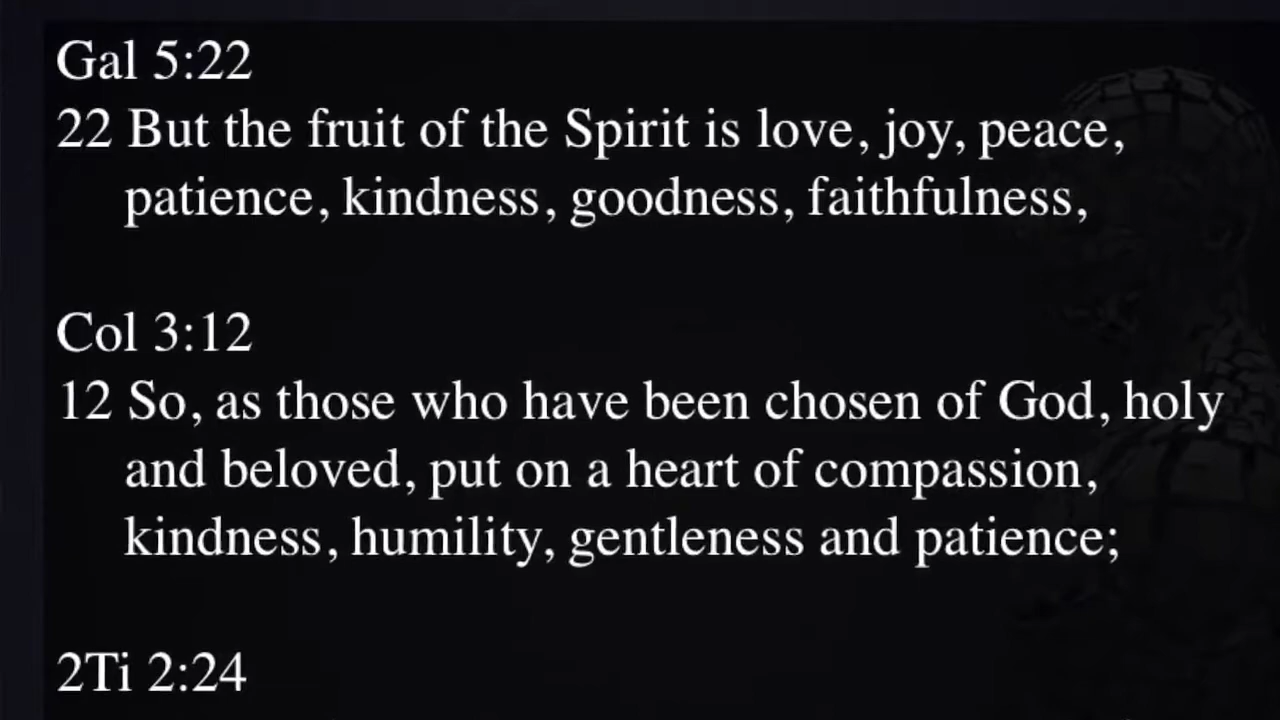 Gal 5:22
22 But the fruit of the Spirit is love, joy, peace,
patience, kindness, goodness, faithfulness,
Col 3:12
12 So, as those who have been chosen of God, holy
and beloved, put on a heart of compassion,
kindness, humility, gentleness and patience;
2Ti 2:24